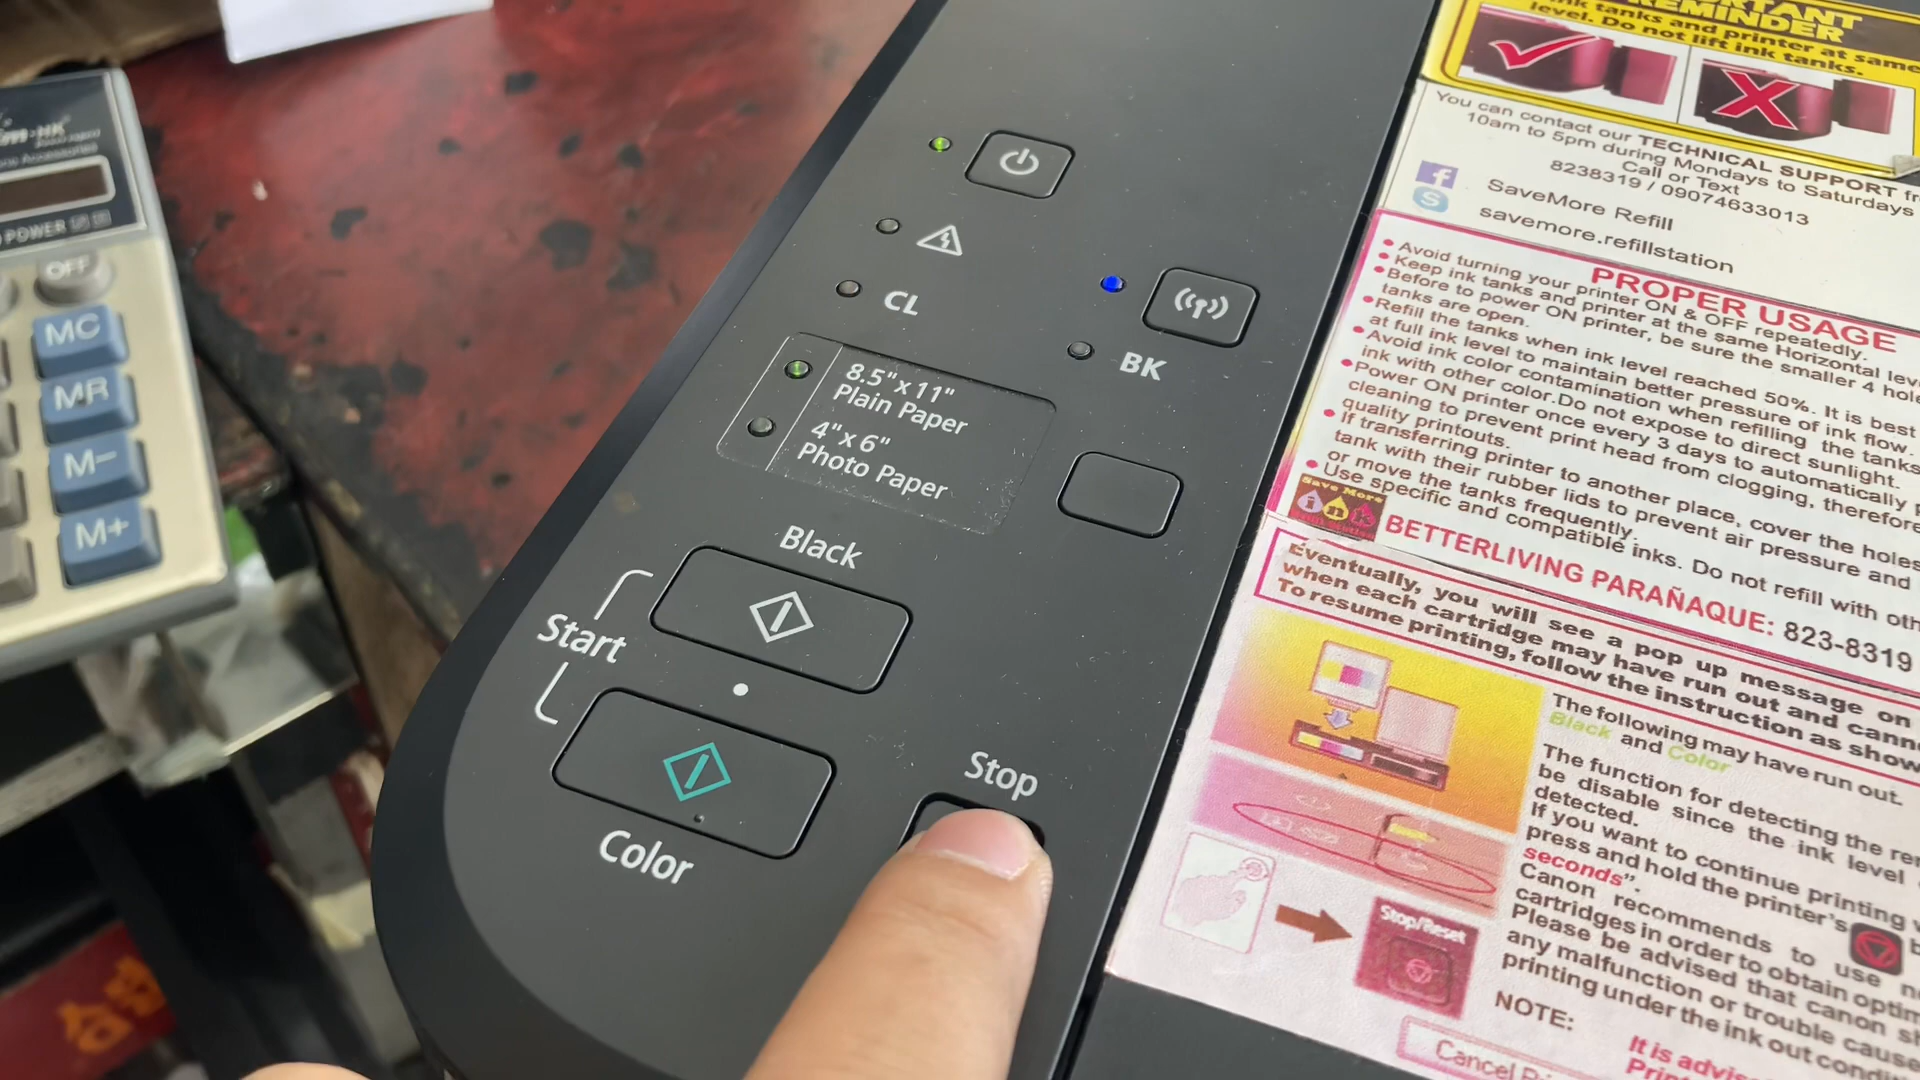 POWER
OFF
MC
MR
M−
M+
CL
BK
8.5"x 11"
Plain Paper
4"x 6"
Photo Paper
Black
Start
Color
Stop
REMINDER
ink tanks and printer at same
level. Do not lift ink tanks.
You can contact our TECHNICAL SUPPORT
10am to 5pm during Mondays to Saturdays
Call or Text
8238319 / 09074633013
SaveMore Refill
savemore.refillstation
PROPER USAGE
Avoid turning your printer ON & OFF repeatedly.
Keep ink tanks and printer at the same Horizontal
Before to power ON printer, be sure the smaller 4
tanks are open.
Refill the tanks when ink level reached 50%. It is best
at full ink level to maintain better pressure of ink flow.
Avoid ink color contamination when refilling the tanks
ink with other color.Do not expose to direct sunlight.
Power ON printer once every 3 days to automatically
cleaning to prevent print head from clogging, therefore
quality printouts.
If transferring printer to another place, cover the holes
tank with their rubber lids to prevent air pressure and
or move the tanks frequently.
Use specific and compatible inks. Do not refill with
Save More
ink
BETTERLIVING PARAÑAQUE: 823-8319
Eventually, you will see a pop up message on
when each cartridge may have run out and
To resume printing, follow the instruction as
The following may have run out.
Black and Color
The function for detecting the
be disable since the ink level
detected.
If you want to continue printing
press and hold the printer's
seconds".
Canon recommends to use
cartridges in order to obtain
Please be advised that canon
any malfunction or trouble
printing under the ink out
Stop/Reset
NOTE:
It is
Cancel